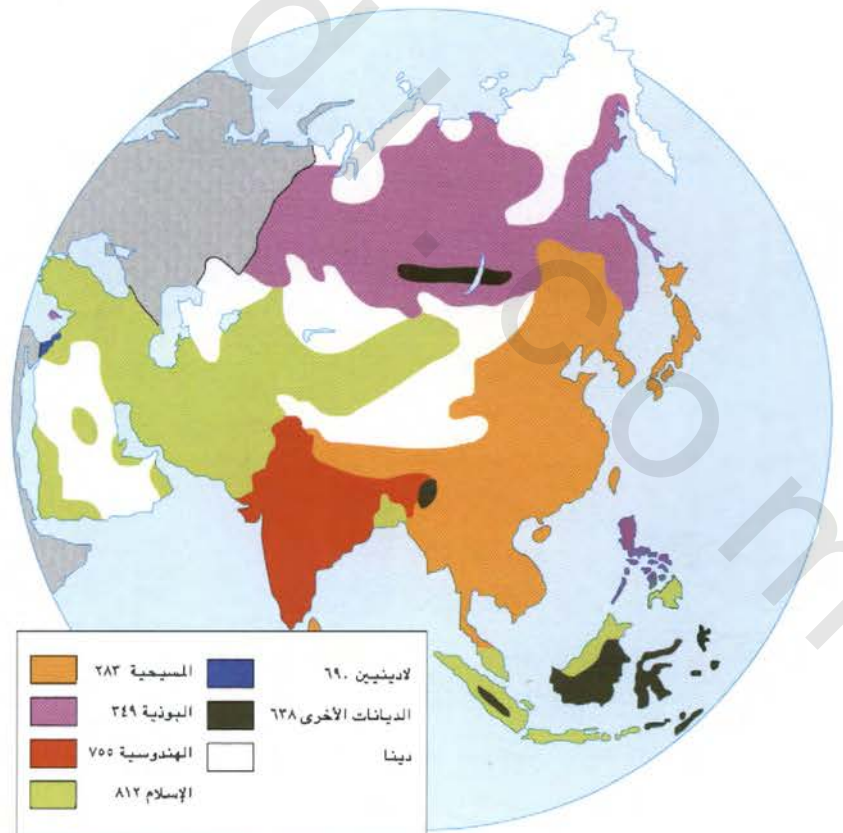 المسيحية ٢٨٣
البوذية ٣٤٩
الهندوسية ٧٥٥
الإسلام ٨١٢
لادينيين ٦٩٠
الديانات الأخرى ٦٣٨
دينا
d i c o m